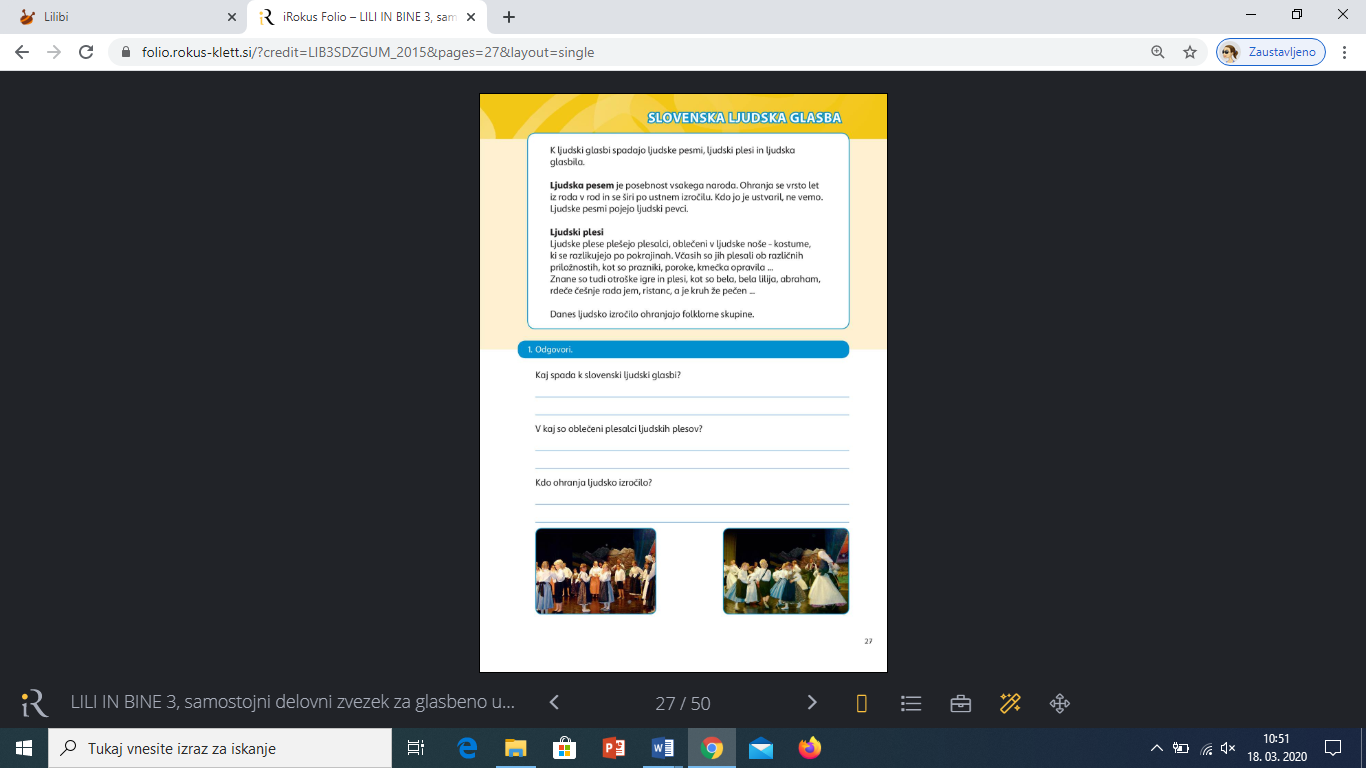 Lilibi
iRokus Folio – LILI IN BINE 3, sam
folio.rokus-klett.si/?credit=LIB3SDZGUM_2015&pages=27&layout=single
Zaustavljeno
SLOVENSKA LJUDSKA GLASBA
K ljudski glasbi spadajo ljudske pesmi, ljudski plesi in ljudska
glasbila.
Ljudska pesem je posebnost vsakega naroda. Ohranja se vrsto let
iz roda v rod in se širi po ustnem izročilu. Kdo jo je ustvaril, ne vemo.
Ljudske pesmi pojejo ljudski pevci.
Ljudski plesi
Ljudske plese plešejo plesalci, oblečeni v ljudske noše - kostume,
ki se razlikujejo po pokrajinah. Včasih so jih plesali ob različnih
priložnostih, kot so prazniki, poroke, kmečka opravila ...
Znane so tudi otroške igre in plesi, kot so bela, bela lilija, abraham,
rdeče češnje rada jem, ristanc, a je kruh že pečen ...
Danes ljudsko izročilo ohranjajo folklorne skupine.
1. Odgovori.
Kaj spada k slovenski ljudski glasbi?
V kaj so oblečeni plesalci ljudskih plesov?
Kdo ohranja ljudsko izročilo?
27
iR
LILI IN BINE 3, samostojni delovni zvezek za glasbeno u...
27 / 50
Tukaj vnesite izraz za iskanje
10:51
18. 03. 2020